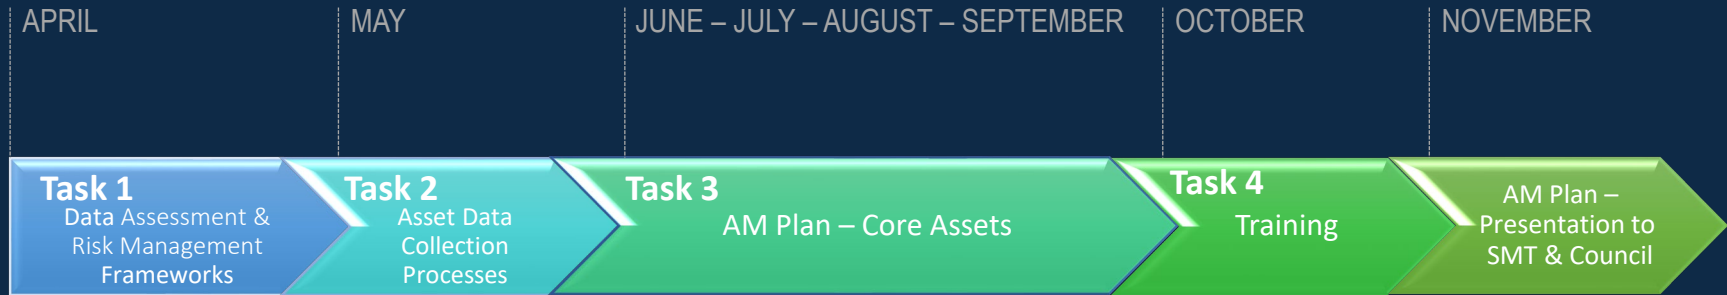 APRIL
MAY
JUNE – JULY – AUGUST – SEPTEMBER
OCTOBER
NOVEMBER
Task 1
Data Assessment &
Risk Management
Frameworks
Task 2
Asset Data
Collection
Processes
Task 3
AM Plan – Core Assets
Task 4
Training
AM Plan –
Presentation to
SMT & Council